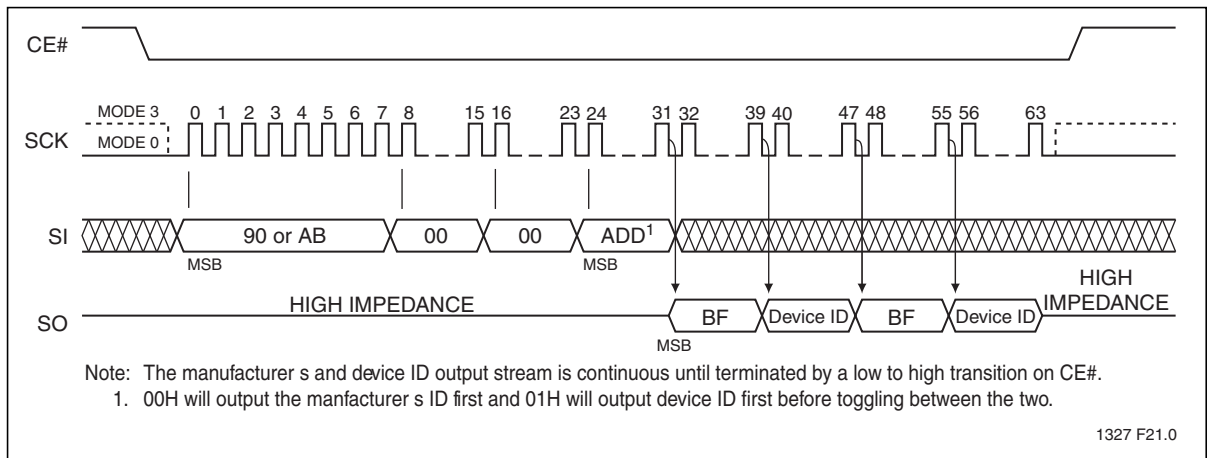 CE#
MODE 3 0 1 2 3 4 5 6 7 8 15 16 23 24 31 32 39 40 47 48 55 56 63
SCK MODE 0
SI 90 or AB 00 00 ADD1
MSB MSB
HIGH IMPEDANCE HIGH IMPEDANCE
SO BF Device ID BF Device ID
MSB
Note: The manufacturer s and device ID output stream is continuous until terminated by a low to high transition on CE#.
1. 00H will output the manfacturer s ID first and 01H will output device ID first before toggling between the two.
1327 F21.0